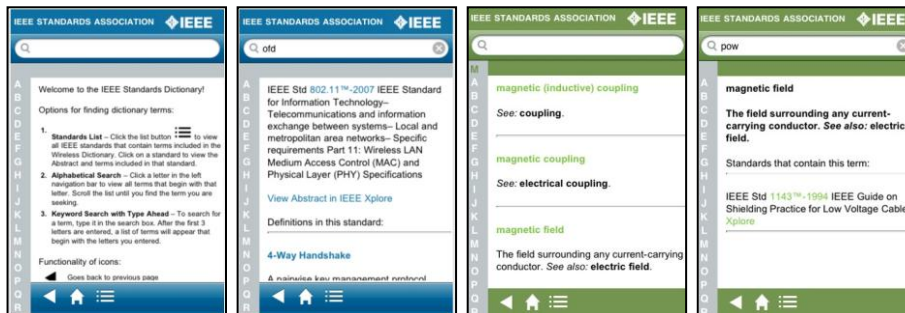 IEEE STANDARDS ASSOCIATION IEEE
A
B
C
D
E
F
G
H
I
J
K
L
M
N
O
P
Q
R
Welcome to the IEEE Standards Dictionary!
Options for finding dictionary terms:
1. Standards List – Click the list button to view
all IEEE standards that contain terms included in the
Wireless Dictionary. Click on a standard to view the
Abstract and terms included in that standard.
2. Alphabetical Search – Click a letter in the left
navigation bar to view all terms that begin with that
letter. Scroll the list until you find the term you are
seeking.
3. Keyword Search with Type Ahead – To search for
a term, type it in the search box. After the first 3
letters are entered, a list of terms will appear that
begin with the letters you entered.
Functionality of icons:
Goes back to previous page
IEEE STANDARDS ASSOCIATION IEEE
ofd
A
B
C
D
E
F
G
H
I
J
K
L
M
N
O
P
Q
R
IEEE Std 802.11™-2007 IEEE Standard
for Information Technology–
Telecommunications and information
exchange between systems– Local and
metropolitan area networks– Specific
requirements Part 11: Wireless LAN
Medium Access Control (MAC) and
Physical Layer (PHY) Specifications
View Abstract in IEEE Xplore
Definitions in this standard:
4-Way Handshake
A pairwise key management protocol
IEEE STANDARDS ASSOCIATION IEEE
M
A
B
C
D
E
F
G
H
I
J
K
L
M
N
O
P
Q
magnetic (inductive) coupling
See: coupling.
magnetic coupling
See: electrical coupling.
magnetic field
The field surrounding any current-carrying
conductor. See also: electric field.
IEEE STANDARDS ASSOCIATION IEEE
pow
A
B
C
D
E
F
G
H
I
J
K
L
M
N
O
P
Q
R
magnetic field
The field surrounding any current-
carrying conductor. See also: electric
field.
Standards that contain this term:
IEEE Std 1143™-1994 IEEE Guide on
Shielding Practice for Low Voltage Cable
Xplore